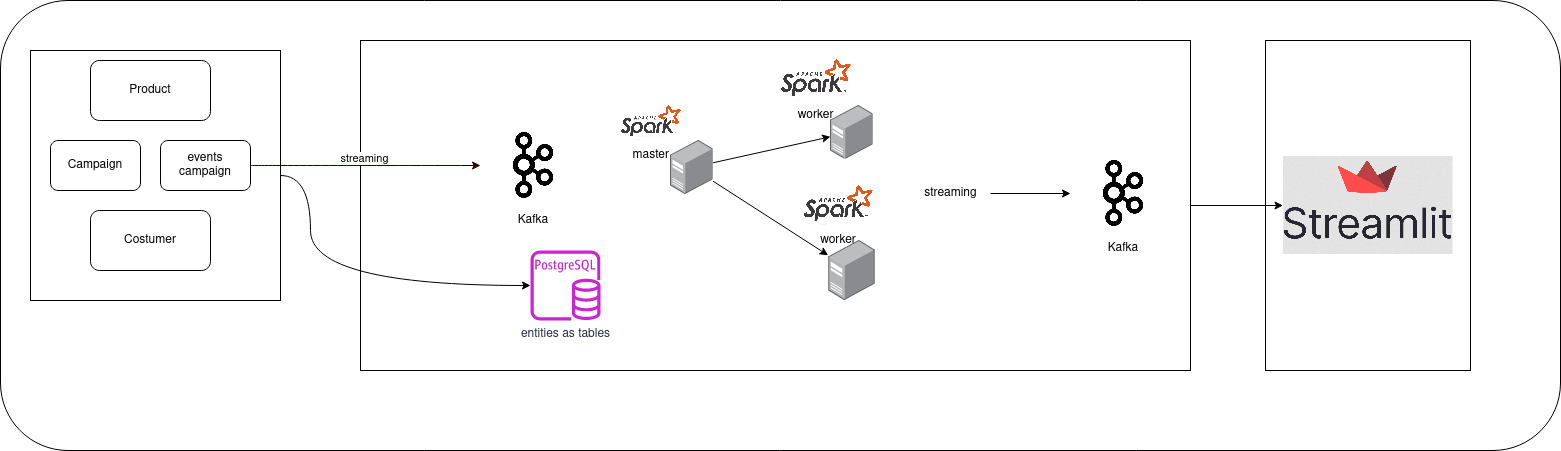 Product
Campaign
events
campaign
Costumer
streaming
Kafka
PostgreSQL
entities as tables
APACHE
Spark
master
APACHE
Spark
worker
APACHE
Spark
worker
streaming
Kafka
Streamlit